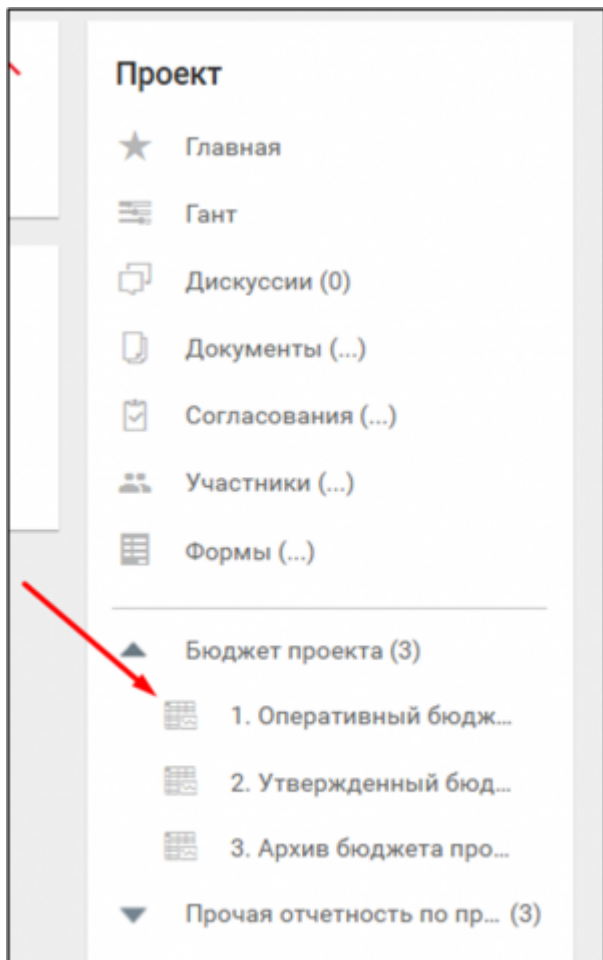 Проект
Главная
Гант
Дискуссии (0)
Документы (...)
Согласования (...)
Участники (...)
Формы (...)
Бюджет проекта (3)
1. Оперативный бюдж...
2. Утвержденный бюд...
3. Архив бюджета про...
Прочая отчетность по пр... (3)